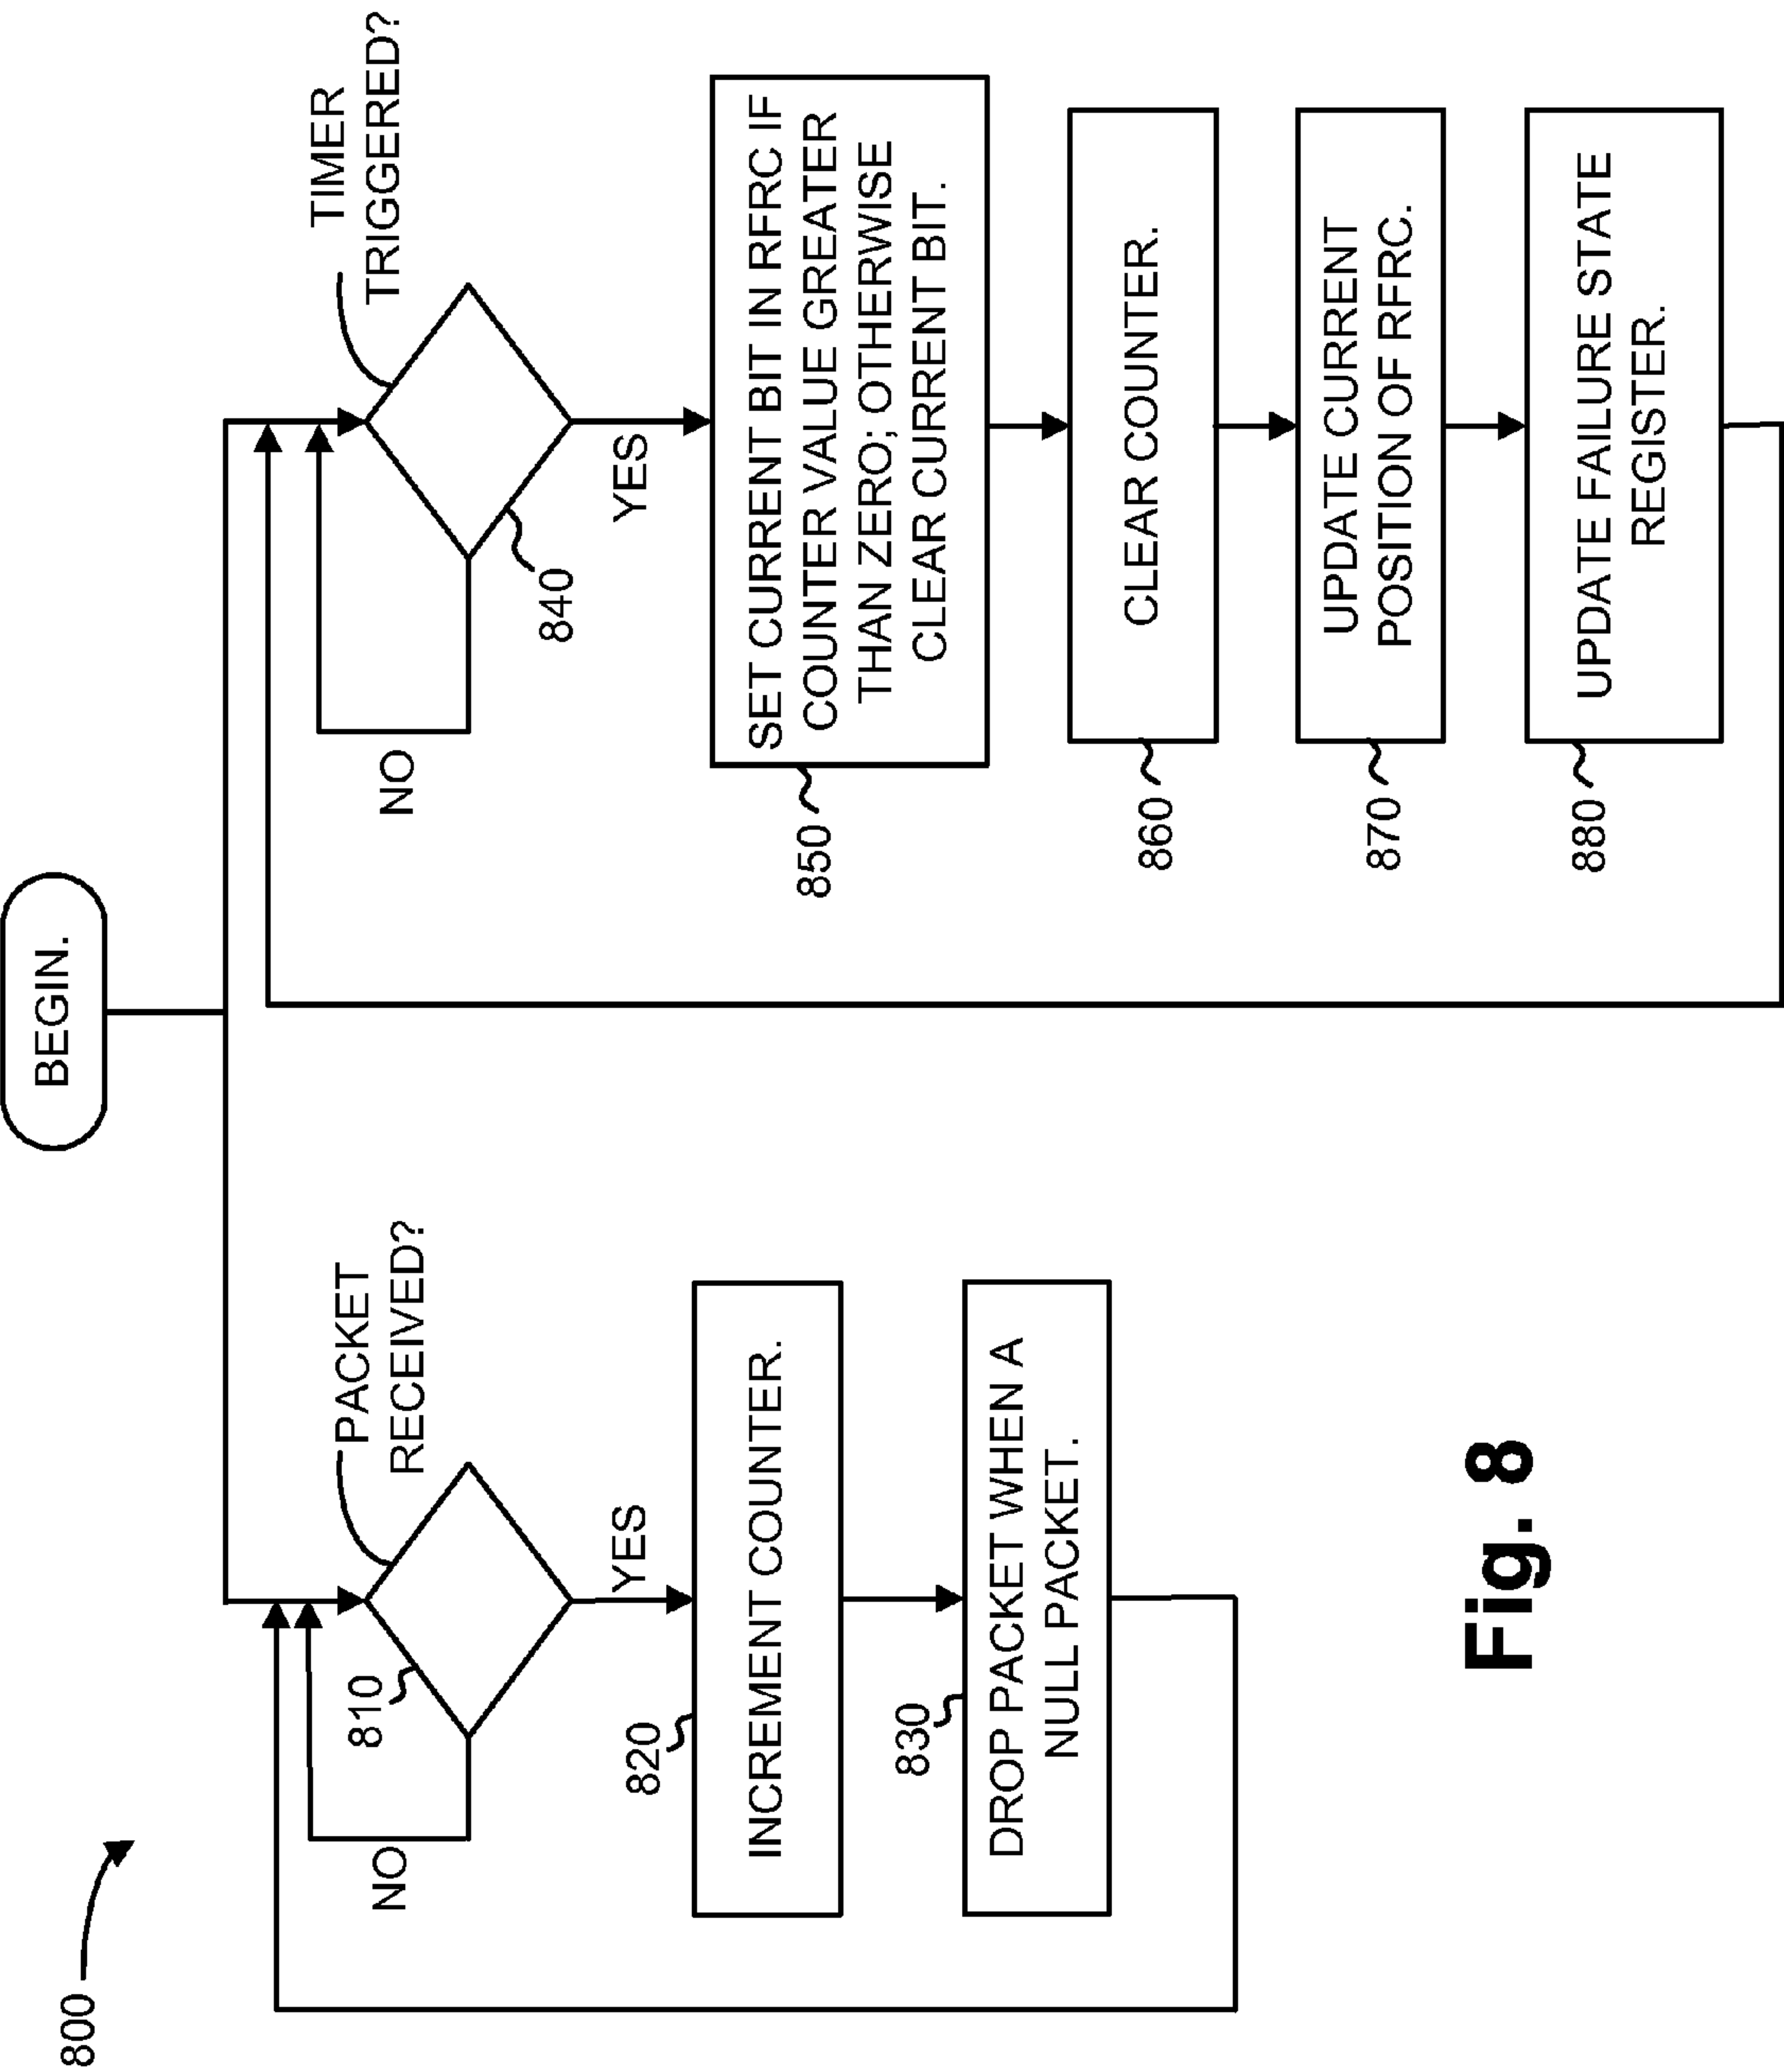 800
BEGIN.
PACKET
RECEIVED?
810
NO
YES
820
INCREMENT COUNTER.
830
DROP PACKET WHEN A
NULL PACKET.
TIMER
TRIGGERED?
NO
840
YES
850
SET CURRENT BIT IN RFRC IF
COUNTER VALUE GREATER
THAN ZERO; OTHERWISE
CLEAR CURRENT BIT.
860
CLEAR COUNTER.
870
UPDATE CURRENT
POSITION OF RFRC.
880
UPDATE FAILURE STATE
REGISTER.
Fig. 8